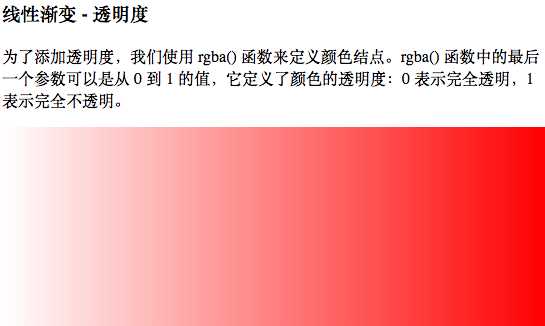 线性渐变 - 透明度
为了添加透明度，我们使用 rgba() 函数来定义颜色结点。rgba() 函数中的最后
一个参数可以是从 0 到 1 的值，它定义了颜色的透明度：0 表示完全透明，1
表示完全不透明。